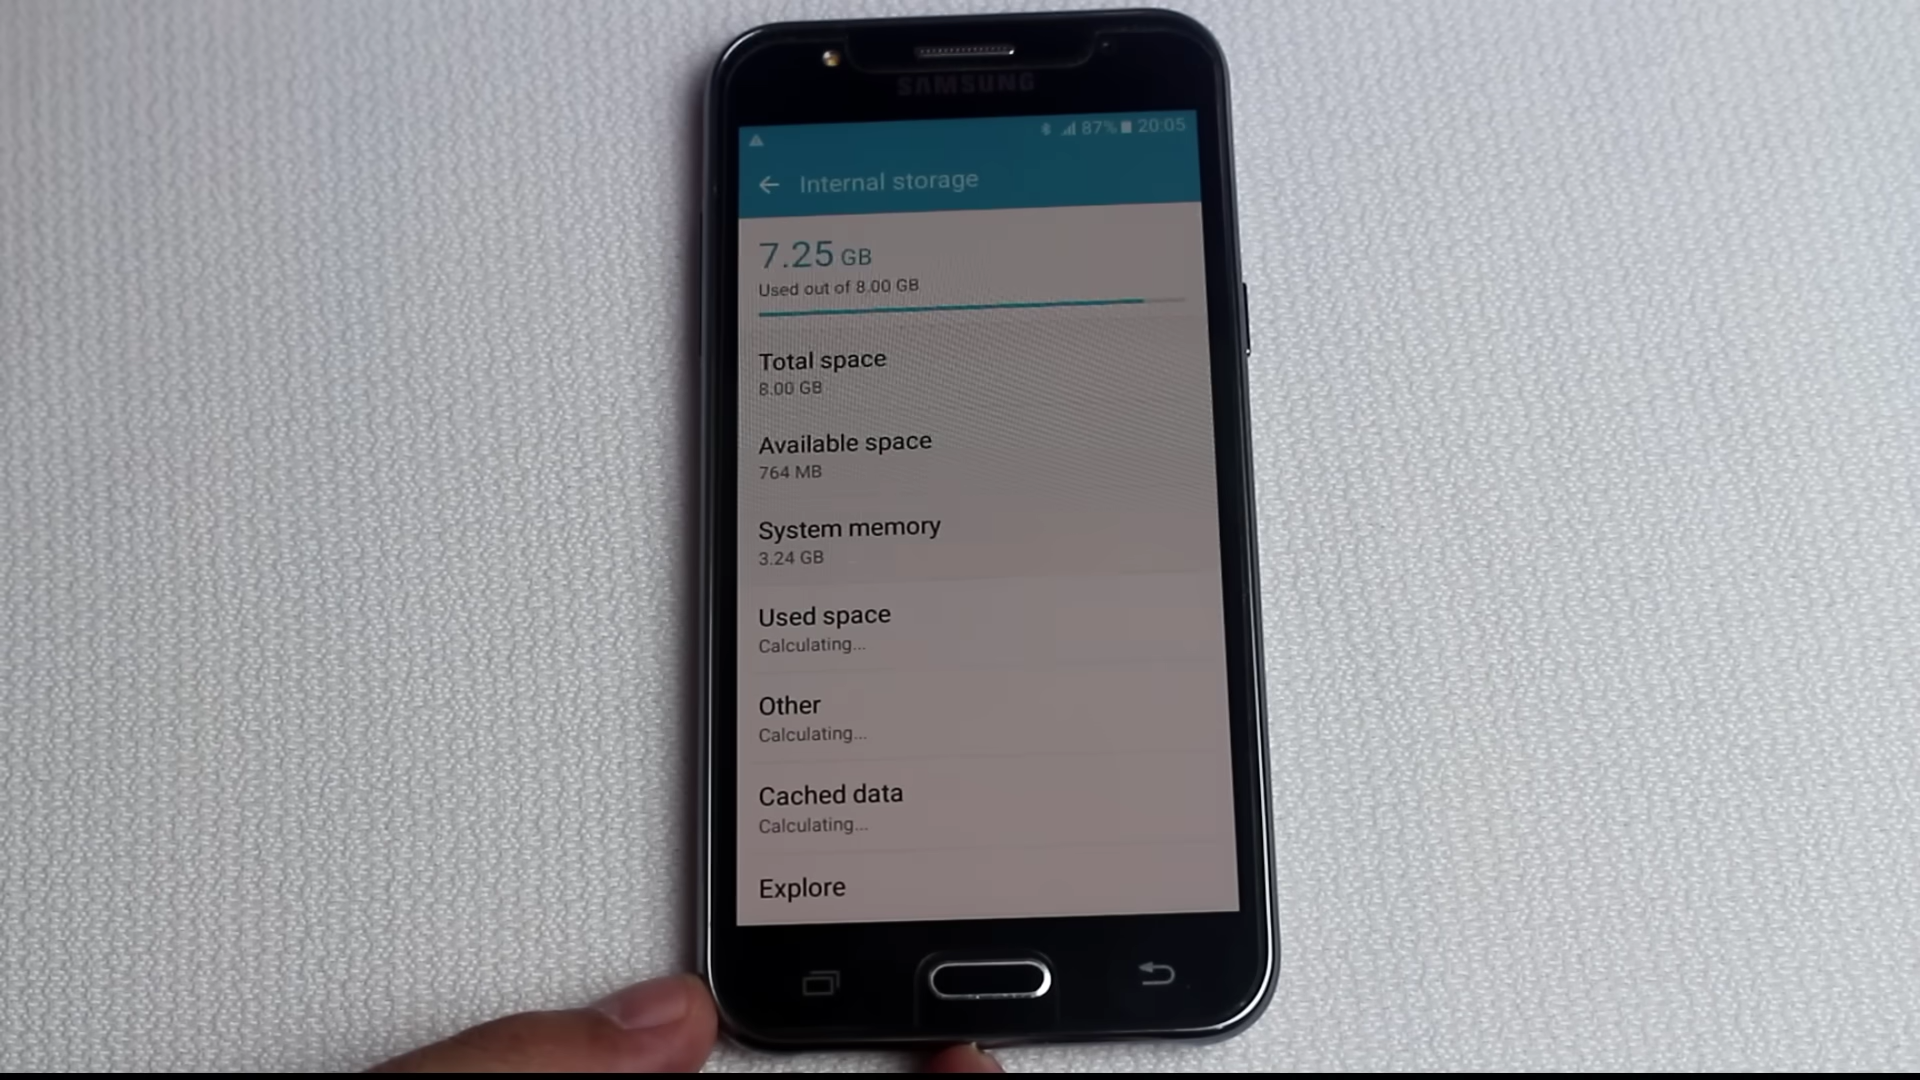 SAMSUNG
87% 20:05
Internal storage
7.25 GB
Used out of 8.00 GB
Total space
8.00 GB
Available space
764 MB
System memory
3.24 GB
Used space
Calculating...
Other
Calculating...
Cached data
Calculating...
Explore